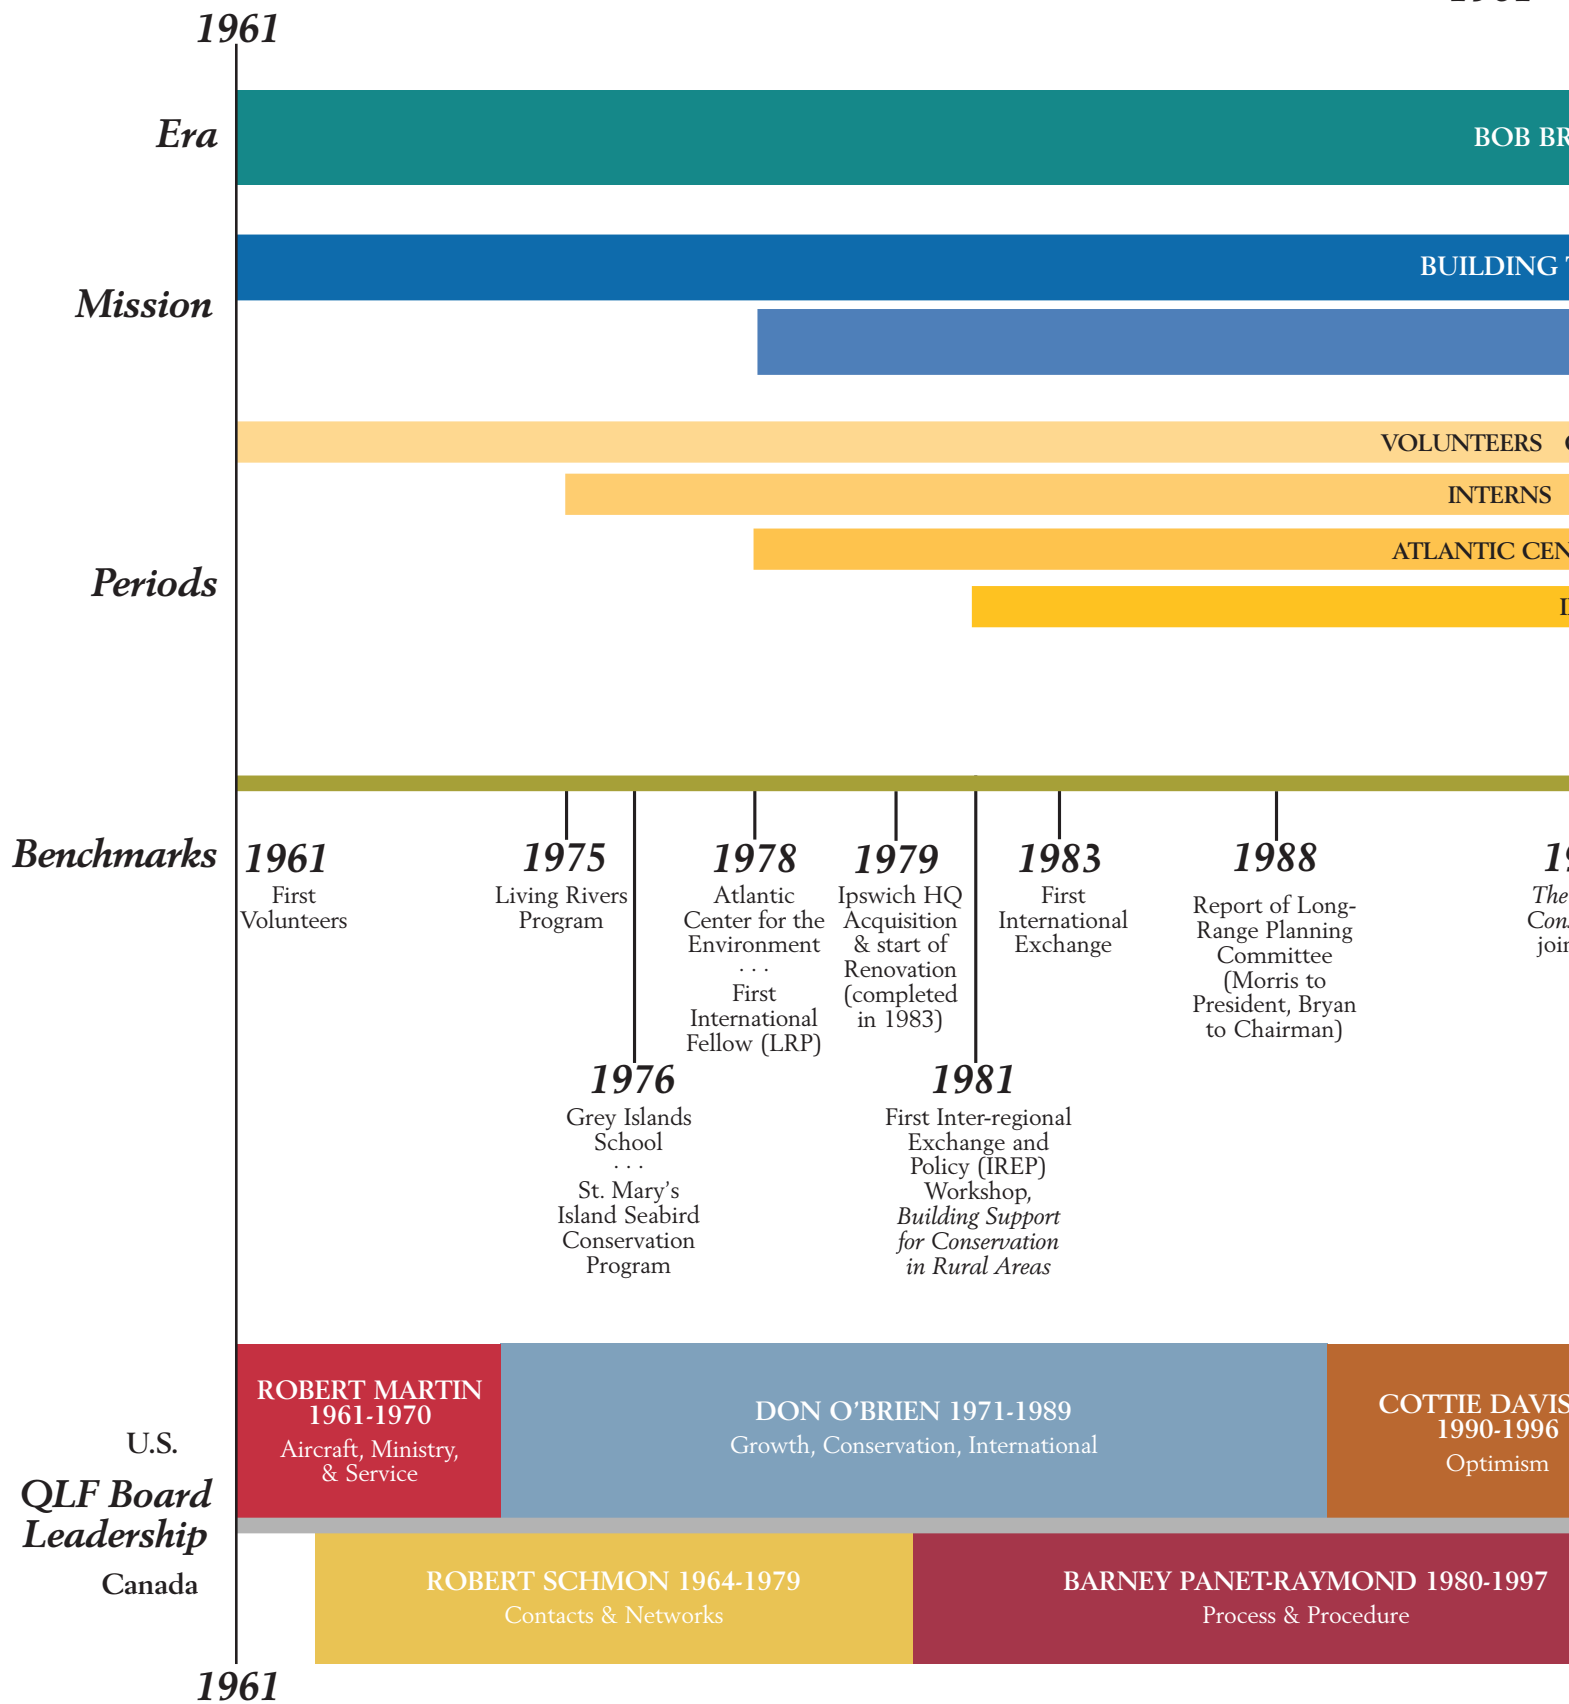 1961
Era
BOB
Mission
BUILDING
Periods
VOLUNTEERS
INTERNS
ATLANTIC
Benchmarks
1961
First
Volunteers
1975
Living Rivers
Program
1976
Grey Islands
School
. . .
St. Mary’s
Island Seabird
Conservation
Program
1978
Atlantic
Center for the
Environment
. . .
First
International
Fellow (LRP)
1979
Ipswich HQ
Acquisition
& start of
Renovation
(completed
in 1983)
1981
First Inter-regional
Exchange and
Policy (IREP)
Workshop,
Building Support
for Conservation
in Rural Areas
1983
First
International
Exchange
1988
Report of Long-
Range Planning
Committee
(Morris to
President, Bryan
to Chairman)
The
U.S.
QLF Board
Leadership
Canada
ROBERT MARTIN
1961-1970
Aircraft, Ministry,
& Service
DON O’BRIEN 1971-1989
Growth, Conservation, International
COTTIE
1990-1996
Optimism
ROBERT SCHMON 1964-1979
Contacts & Networks
BARNEY PANET-RAYMOND 1980-1997
Process & Procedure
1961